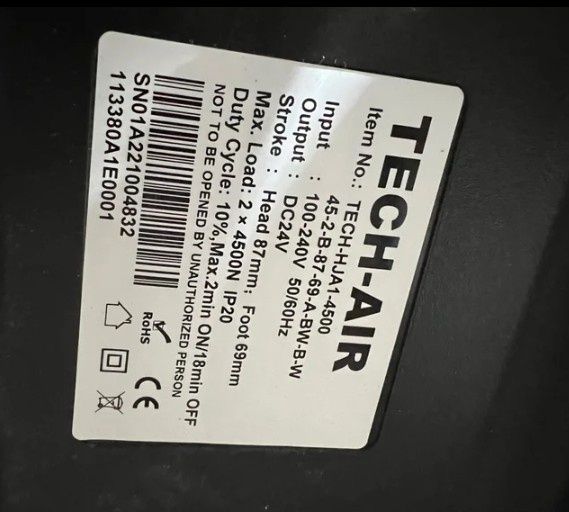 TECH-AIR
Item No.: TECH-HJA1-4500
45-2-B-87-69-A-BW-B-W
Input : 100-240V 50/60Hz
Output : DC24V
Stroke : Head 87mm; Foot 69mm
Max. Load: 2 × 4500N IP20
Duty Cycle: 10%,Max.2min ON/18min OFF
NOT TO BE OPENED BY UNAUTHORIZED PERSON
SN01A221004832
113380A1E0001
RoHS
CE